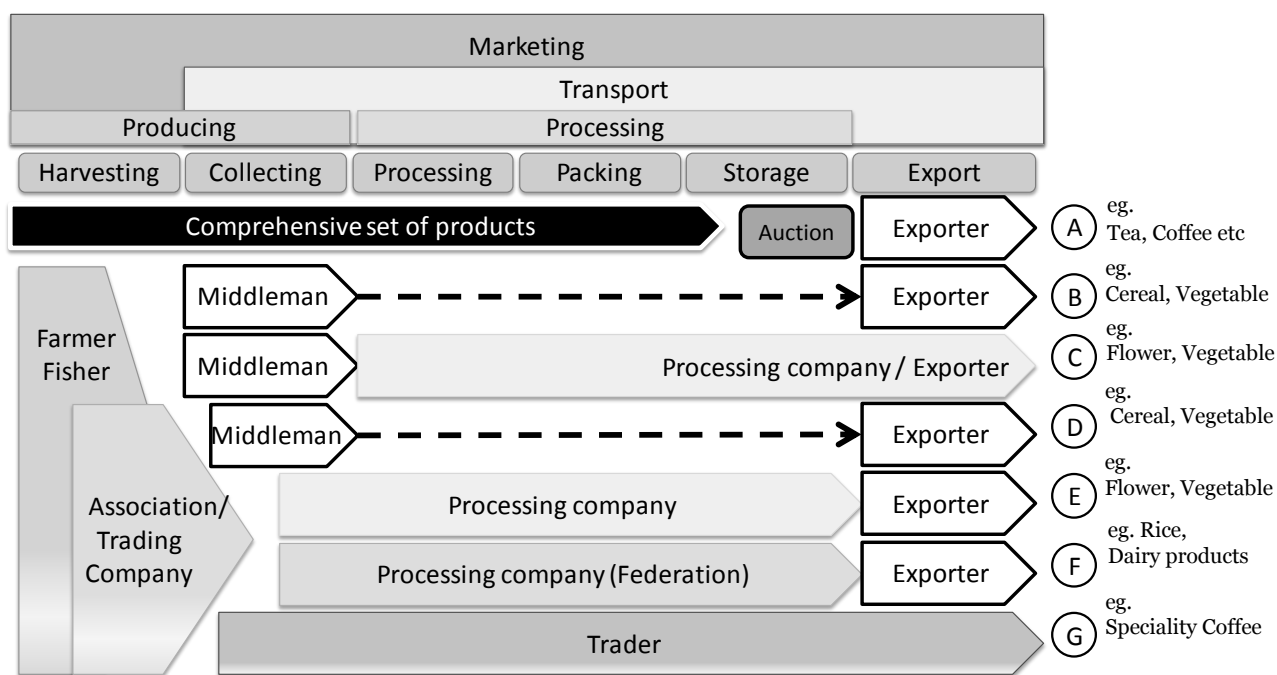 Marketing
Transport
Producing
Processing
Harvesting
Collecting
Processing
Packing
Storage
Export
Comprehensive set of products
Auction
Exporter
A
eg.
Tea, Coffee etc
Middleman
Exporter
B
eg.
Cereal, Vegetable
Farmer
Fisher
Middleman
Processing company / Exporter
C
eg.
Flower, Vegetable
Middleman
Exporter
D
eg.
Cereal, Vegetable
Association/
Trading
Company
Processing company
Exporter
E
eg.
Flower, Vegetable
Processing company (Federation)
Exporter
F
eg. Rice,
Dairy products
Trader
G
eg.
Speciality Coffee